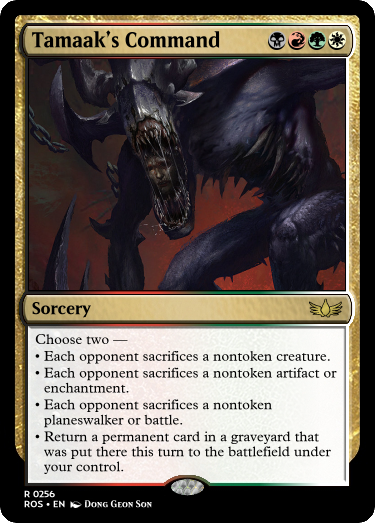 Tamaak's Command
Sorcery
Choose two —
• Each opponent sacrifices a nontoken creature.
• Each opponent sacrifices a nontoken artifact or
enchantment.
• Each opponent sacrifices a nontoken
planeswalker or battle.
• Return a permanent card in a graveyard that
was put there this turn to the battlefield under
your control.
R 0256
ROS • EN Dong Geon Son